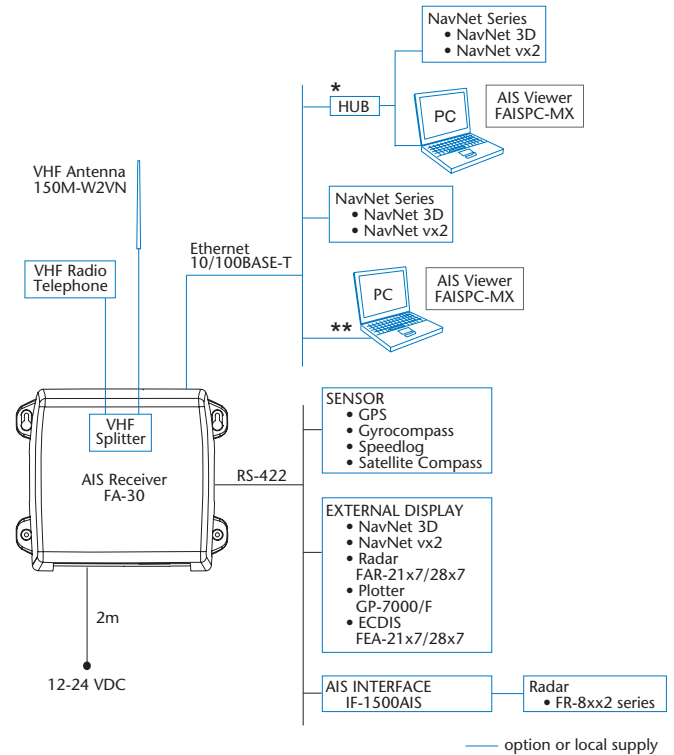 NavNet Series
• NavNet 3D
• NavNet vx2
*
HUB
PC
AIS Viewer
FAISPC-MX
VHF Antenna
150M-W2VN
NavNet Series
• NavNet 3D
• NavNet vx2
Ethernet
10/100BASE-T
VHF Radio
Telephone
PC
AIS Viewer
FAISPC-MX
**
VHF
Splitter
AIS Receiver
FA-30
RS-422
SENSOR
• GPS
• Gyrocompass
• Speedlog
• Satellite Compass
EXTERNAL DISPLAY
• NavNet 3D
• NavNet vx2
• Radar
FAR-21x7/28x7
• Plotter
GP-7000/F
• ECDIS
FEA-21x7/28x7
2m
12-24 VDC
AIS INTERFACE
IF-1500AIS
Radar
• FR-8xx2 series
option or local supply